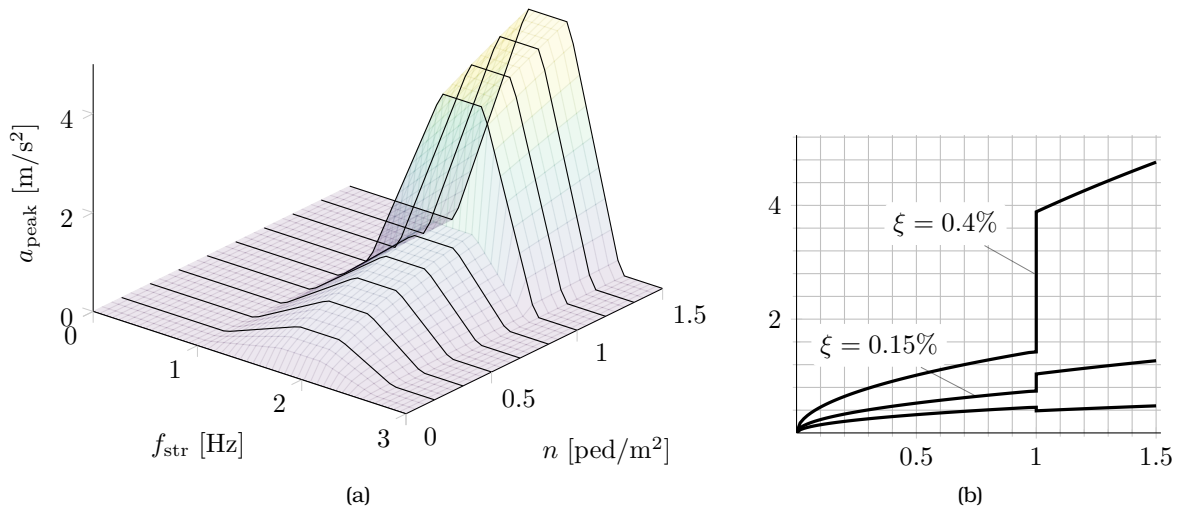 4
2
0
a_peak [m/s²]
0
1
2
3
f_str [Hz]
0
0.5
1
1.5
n [ped/m²]
(a)
4
2
ξ = 0.4%
ξ = 0.15%
0.5
1
1.5
(b)